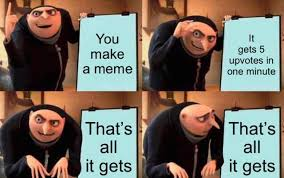 You
make
a meme
It
gets 5
upvotes in
one minute
That's
all
it gets
That's
all
it gets